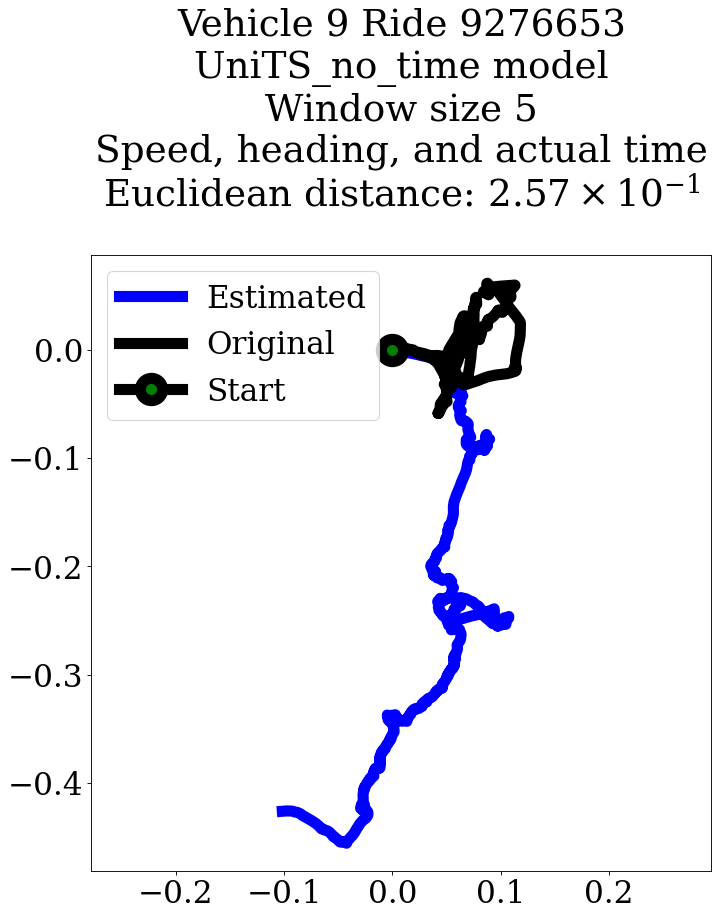 Vehicle 9 Ride 9276653
UniTS_no_time model
Window size 5
Speed, heading, and actual time
Euclidean distance: 2.57 × 10⁻¹
Estimated
Original
Start
0.0
−0.1
−0.2
−0.3
−0.4
−0.2
−0.1
0.0
0.1
0.2